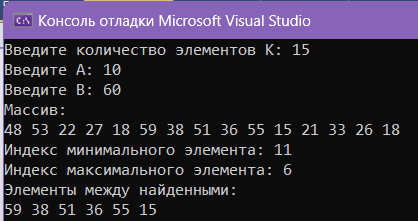 Консоль отладки Microsoft Visual Studio
Введите количество элементов K: 15
Введите A: 10
Введите B: 60
Массив:
48 53 22 27 18 59 38 51 36 55 15 21 33 26 18
Индекс минимального элемента: 11
Индекс максимального элемента: 6
Элементы между найденными:
59 38 51 36 55 15